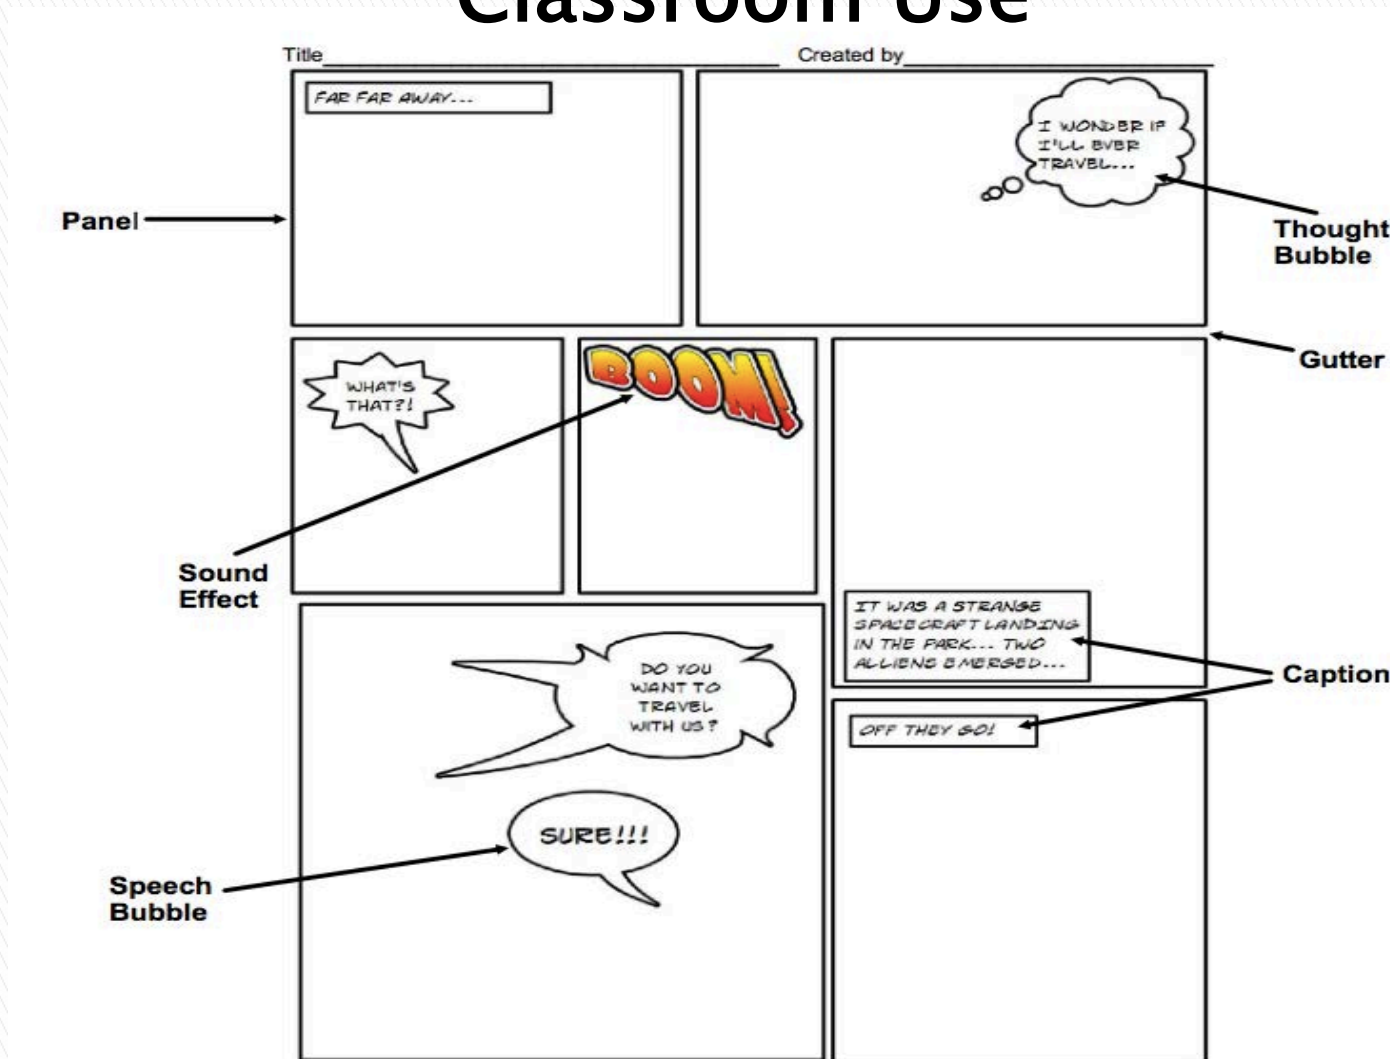 Classroom Use
Title
Created by
FAR FAR AWAY...
I WONDER IF
I'LL EVER
TRAVEL...
Panel
Thought
Bubble
Gutter
WHAT'S
THAT?!
BOOM!
Sound
Effect
IT WAS A STRANGE
SPACECRAFT LANDING
IN THE PARK... TWO
ALLIENS EMERGED...
Caption
DO YOU
WANT TO
TRAVEL
WITH US?
OFF THEY GO!
SURE!!!
Speech
Bubble